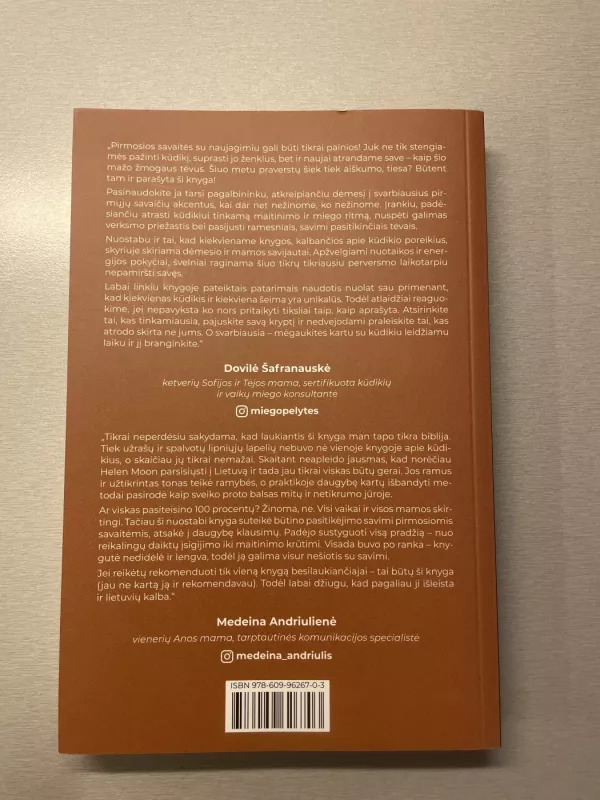 „Pirmosios savaitės su naujagimiu gali būti tikrai painios! Juk ne tik stengia-
mės pažinti kūdikį, suprasti jo ženklus, bet ir naujai atrandame save – kaip šio
mažo žmogaus tėvus. Šiuo metu praverstų šiek tiek aiškumo, tiesa? Būtent
tam ir parašyta ši knyga!
Pasinaudokite ja tarsi pagalbininku, atkreipiančiu dėmesį į svarbiausius pir-
mųjų savaičių akcentus, kai dar net nežinome, ko nežinome. Įrankiu, padė-
siančiu atrasti kūdikiui tinkamą maitinimo ir miego ritmą, nuspėti galimas
verksmo priežastis bei pasijusti ramesniais, savimi pasitikinčiais tėvais.
Nuostabu ir tai, kad kiekviename knygos, kalbančios apie kūdikio poreikius,
skyriuje skiriama dėmesio ir mamos savijautai. Apžvelgiami nuotaikos ir ener-
gijos pokyčiai, švelniai raginama šiuo tikrų tikriausiu perversmo laikotarpiu
nepamiršti savęs.
Labai linkiu knygoje pateiktais patarimais naudotis nuolat sau primenant,
kad kiekvienas kūdikis ir kiekviena šeima yra unikalūs. Todėl atlaidžiai reaguo-
kime, jei nepavyksta ko nors pritaikyti tiksliai taip, kaip aprašyta. Atsirinkite
tai, kas tinkamiausia, pajuskite savą kryptį ir nedvejodami praleiskite tai, kas
atrodo skirta ne jums. O svarbiausia – mėgaukitės kartu su kūdikiu leidžiamu
laiku ir jį branginkite."
Dovilė Šafranauskė
ketverių Sofijos ir Tejos mama, sertifikuota kūdikių
ir vaikų miego konsultantė
miegopelytes
„Tikrai neperdėsiu sakydama, kad laukiantis ši knyga man tapo tikra biblija.
Tiek užrašų ir spalvotų lipniųjų lapelių nebuvo nė vienoje knygoje apie kūdi-
kius, o skaičiau jų tikrai nemažai. Skaitant neapleido jausmas, kad norėčiau
Helen Moon parsisiųsti į Lietuvą ir tada jau tikrai viskas būtų gerai. Jos ramus
ir užtikrintas tonas teikė ramybės, o praktikoje daugybę kartų išbandyti me-
todai pasirodė kaip sveiko proto balsas mitų ir netikrumo jūroje.
Ar viskas pasiteisino 100 procentų? Žinoma, ne. Visi vaikai ir visos mamos skir-
tingi. Tačiau ši nuostabi knyga suteikė būtino pasitikėjimo savimi pirmosiomis
savaitėmis, atsakė į daugybę klausimų. Padėjo sustyguoti visą pradžią – nuo
reikalingų daiktų įsigijimo iki maitinimo krūtimi. Visada buvo po ranka – kny-
gutė nedidelė ir lengva, todėl ją galima visur nešiotis su savimi.
Jei reikėtų rekomenduoti tik vieną knygą besilaukiančiajai – tai būtų ši knyga
(jau ne kartą ją ir rekomendavau). Todėl labai džiugu, kad pagaliau ji išleista
ir lietuvių kalba."
Medeina Andriulienė
vienerių Anos mama, tarptautinės komunikacijos specialistė
medeina_andriulis
ISBN 978-609-96267-0-3